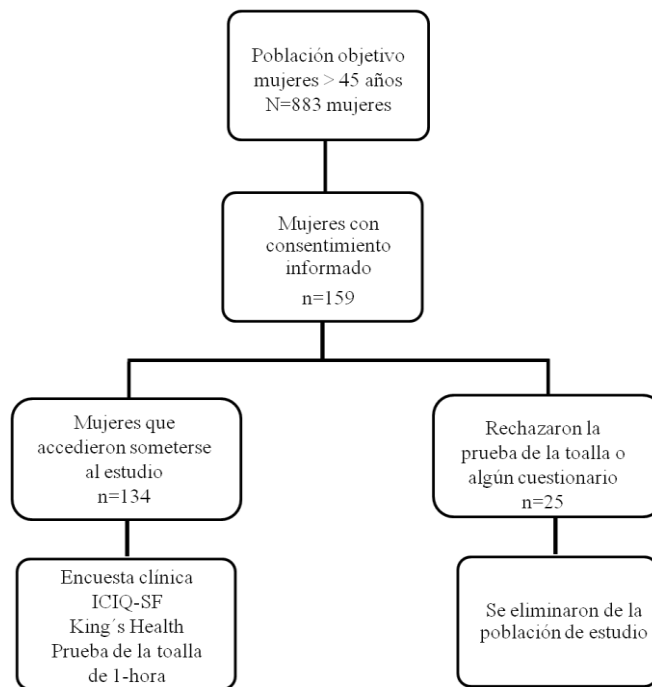 Población objetivo
mujeres > 45 años
N=883 mujeres
Mujeres con
consentimiento
informado
n=159
Mujeres que
accedieron someterse
al estudio
n=134
Rechazaron la
prueba de la toalla o
algún cuestionario
n=25
Encuesta clínica
ICIQ-SF
King´s Health
Prueba de la toalla
de 1-hora
Se eliminaron de la
población de estudio